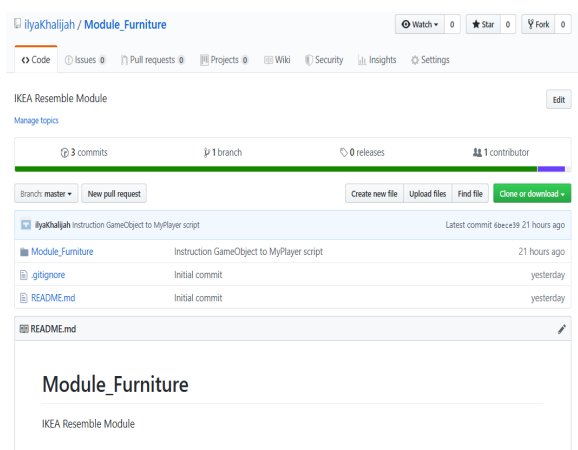 ilyaKhalijah / Module_Furniture Watch 0 Star 0 Fork 0
Code Issues 0 Pull requests 0 Projects 0 Wiki Security Insights Settings
IKEA Resemble Module Edit
Manage topics
3 commits 1 branch 0 releases 1 contributor
Branch: master New pull request Create new file Upload files Find file Clone or download
ilyaKhalijah Instruction GameObject to MyPlayer script Latest commit 6bece39 21 hours ago
Module_Furniture Instruction GameObject to MyPlayer script 21 hours ago
.gitignore Initial commit yesterday
README.md Initial commit yesterday
README.md
Module_Furniture
IKEA Resemble Module